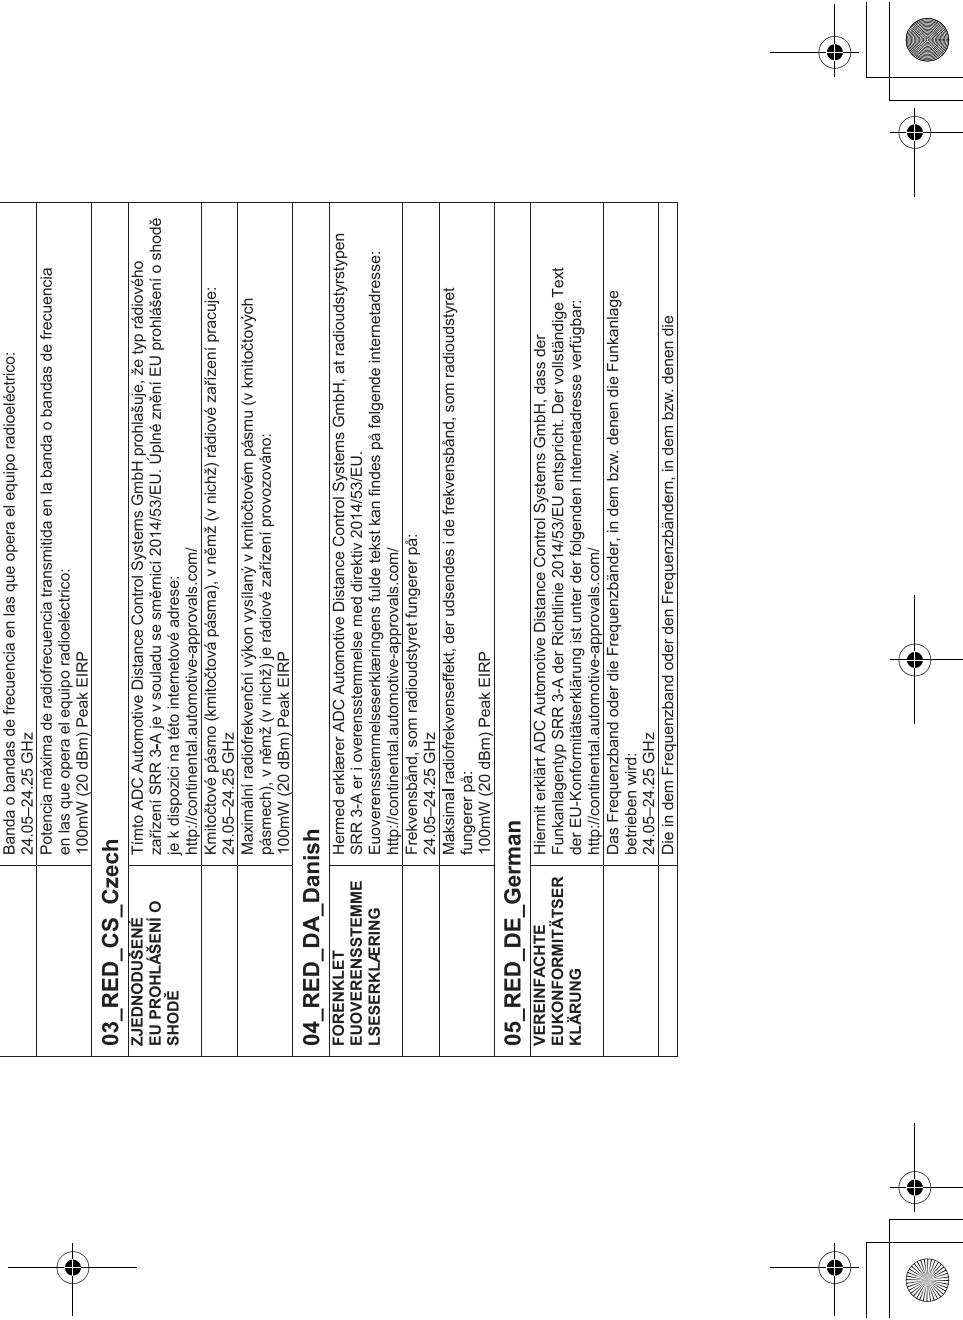 Banda o bandas de frecuencia en las que opera el equipo radioeléctrico:
24.05–24.25 GHz
Potencia máxima de radiofrecuencia transmitida en la banda o bandas de frecuencia
en las que opera el equipo radioeléctrico:
100mW (20 dBm) Peak EIRP
03_RED_CS_Czech
ZJEDNODUŠENÉ
EU PROHLÁŠENÍ O
SHODĚ
Tímto ADC Automotive Distance Control Systems GmbH prohlašuje, že typ rádiového
zařízení SRR 3-A je v souladu se směrnicí 2014/53/EU. Úplné znění EU prohlášení o shodě
je k dispozici na této internetové adrese:
http://continental.automotive-approvals.com/
Kmitočtové pásmo (kmitočtová pásma), v němž (v nichž) rádiové zařízení pracuje:
24.05–24.25 GHz
Maximální radiofrekvenční výkon vysílaný v kmitočtovém pásmu (v kmitočtových
pásmech), v němž (v nichž) je rádiové zařízení provozováno:
100mW (20 dBm) Peak EIRP
04_RED_DA_Danish
FORENKLET
EUOVERENSSTEMME
LSESERKLÆRING
Hermed erklærer ADC Automotive Distance Control Systems GmbH, at radioudstyrstypen
SRR 3-A er i overensstemmelse med direktiv 2014/53/EU.
Euoverensstemmelseserklæringens fulde tekst kan findes på følgende internetadresse:
http://continental.automotive-approvals.com/
Frekvensbånd, som radioudstyret fungerer på:
24.05–24.25 GHz
Maksimal radiofrekvenseffekt, der udsendes i de frekvensbånd, som radioudstyret
fungerer på:
100mW (20 dBm) Peak EIRP
05_RED_DE_German
VEREINFACHTE
EUKONFORMITÄTSER
KLÄRUNG
Hiermit erklärt ADC Automotive Distance Control Systems GmbH, dass der
Funkanlagentyp SRR 3-A der Richtlinie 2014/53/EU entspricht. Der vollständige Text
der EU-Konformitätserklärung ist unter der folgenden Internetadresse verfügbar:
http://continental.automotive-approvals.com/
Das Frequenzband oder die Frequenzbänder, in dem bzw. denen die Funkanlage
betrieben wird:
24.05–24.25 GHz
Die in dem Frequenzband oder den Frequenzbändern, in dem bzw. denen die